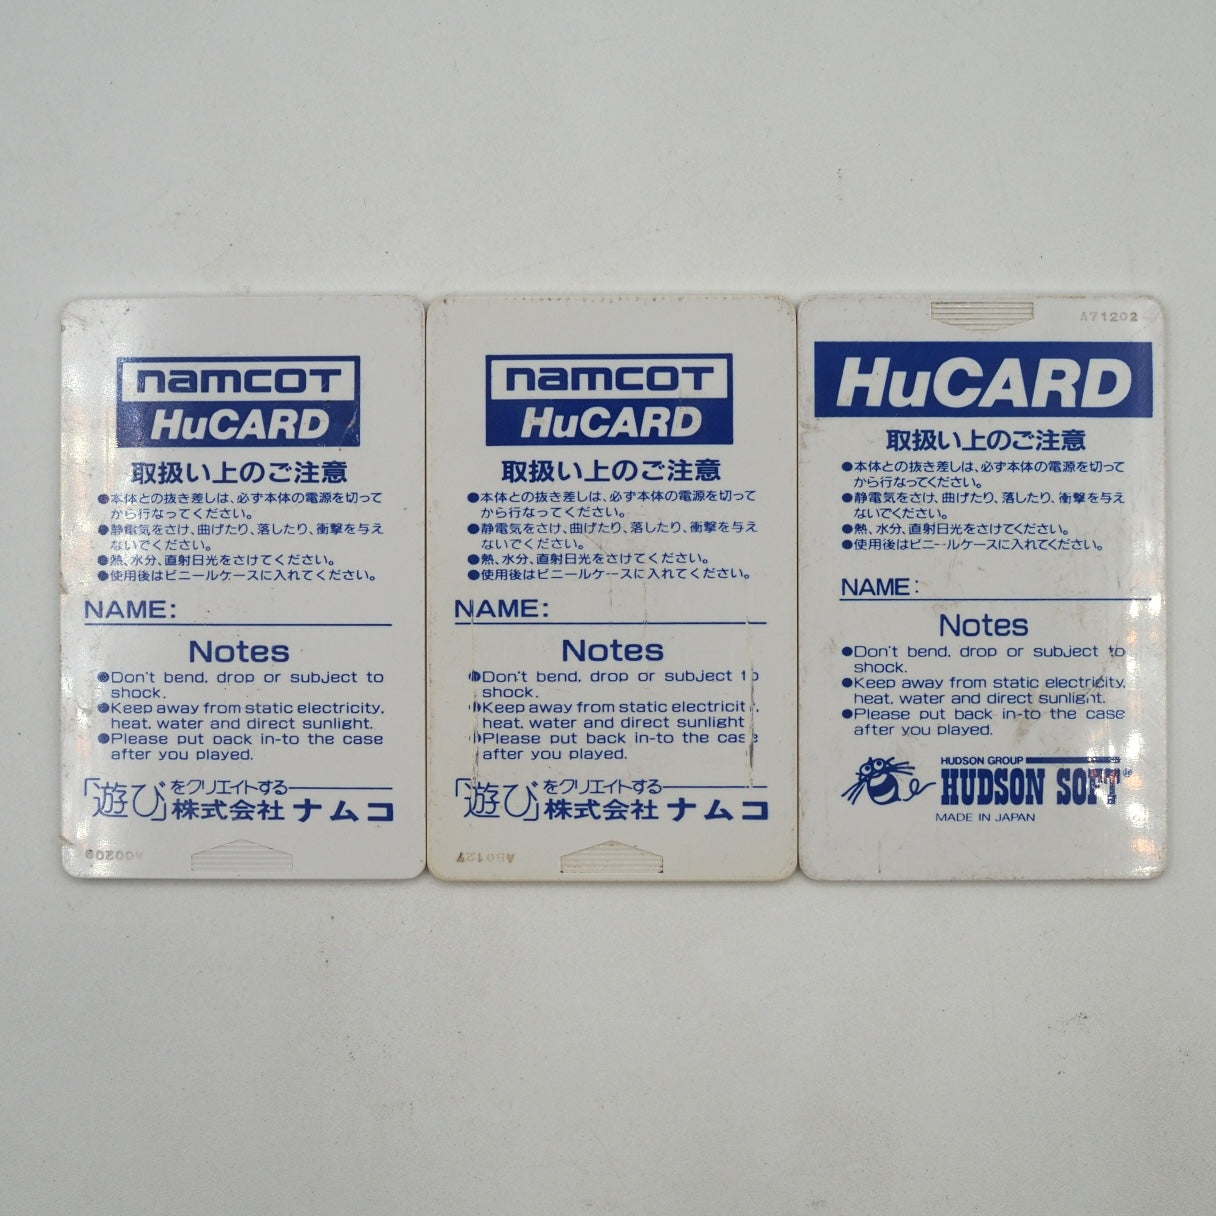 namcoT
HuCARD
取扱い上のご注意
●本体との抜き差しは、必ず本体の電源を切って
から行なってください。
●静電気をさけ、曲げたり、落したり、衝撃を与え
ないでください。
●熱、水分、直射日光をさけてください。
●使用後はビニールケースに入れてください。
NAME:
Notes
●Don't bend, drop or subject to
shock.
●Keep away from static electricity,
heat, water and direct sunlight.
●Please put back in-to the case
after you played.
「遊び」をクリエイトする
株式会社ナムコ
A00209
namcoT
HuCARD
取扱い上のご注意
●本体との抜き差しは、必ず本体の電源を切って
から行なってください。
●静電気をさけ、曲げたり、落したり、衝撃を与え
ないでください。
●熱、水分、直射日光をさけてください。
●使用後はビニールケースに入れてください。
NAME:
Notes
●Don't bend, drop or subject to
shock.
●Keep away from static electricity,
heat, water and direct sunlight
●Please put back in-to the case
after you played.
「遊び」をクリエイトする
株式会社ナムコ
A80127
A71202
HuCARD
取扱い上のご注意
●本体との抜き差しは、必ず本体の電源を切って
から行なってください。
●静電気をさけ、曲げたり、落したり、衝撃を与え
ないでください。
●熱、水分、直射日光をさけてください。
●使用後はビニールケースに入れてください。
NAME:
Notes
●Don't bend, drop or subject to
shock.
●Keep away from static electricity,
heat, water and direct sunlight.
●Please put back in-to the case
after you played.
HUDSON GROUP
HUDSON SOFT®
MADE IN JAPAN